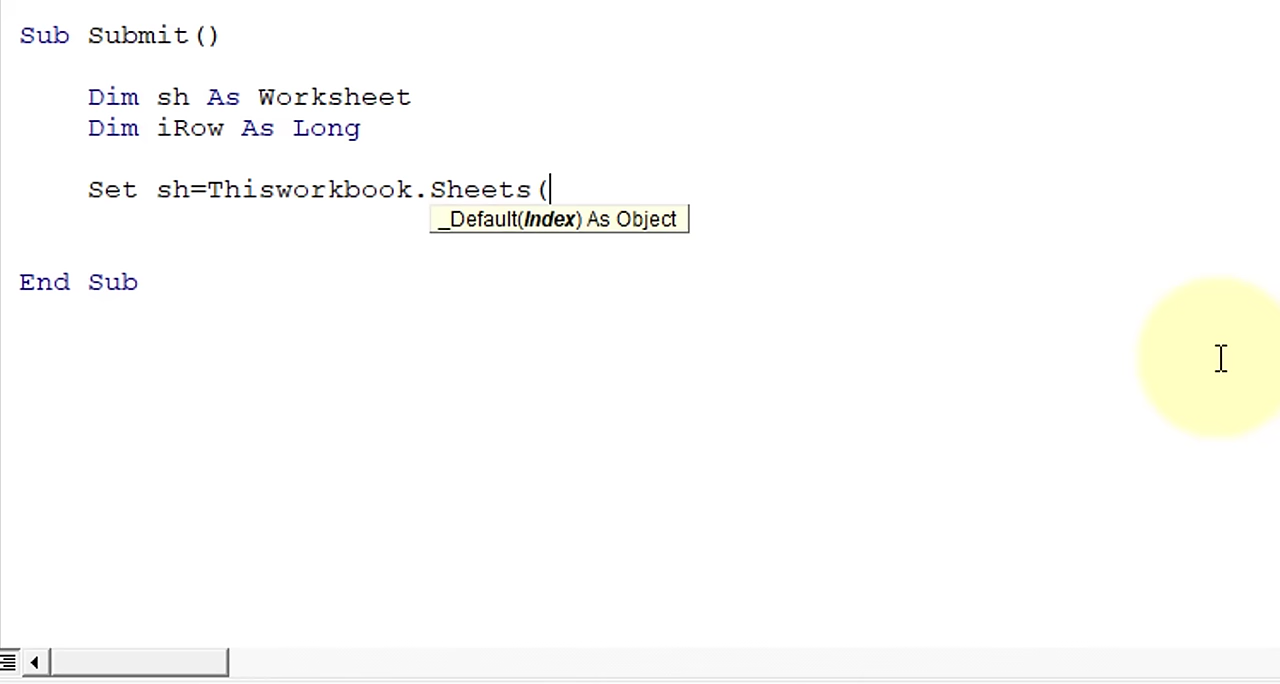 Sub Submit()
Dim sh As Worksheet
Dim iRow As Long
Set sh=Thisworkbook.Sheets(
_Default(Index) As Object
End Sub